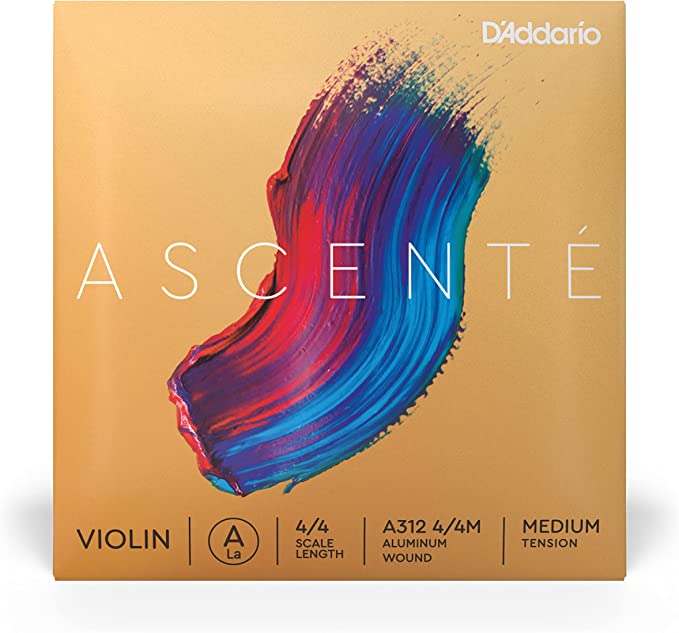 D'Addario
ASCENTÉ
VIOLIN
A
La
4/4
SCALE
LENGTH
A312 4/4M
ALUMINUM
WOUND
MEDIUM
TENSION